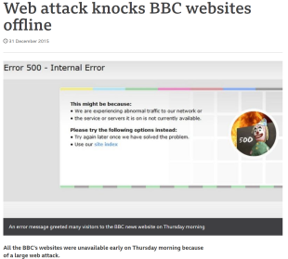 Web attack knocks BBC websites
offline
31 December 2015
Error 500 - Internal Error
This might be because:
• We are experiencing abnormal traffic to our network or
• the service or servers it is on is not currently available.
Please try the following options instead:
• Try again later once we have solved the problem.
• Use our site index
500
An error message greeted many visitors to the BBC news website on Thursday morning
All the BBC's websites were unavailable early on Thursday morning because
of a large web attack.